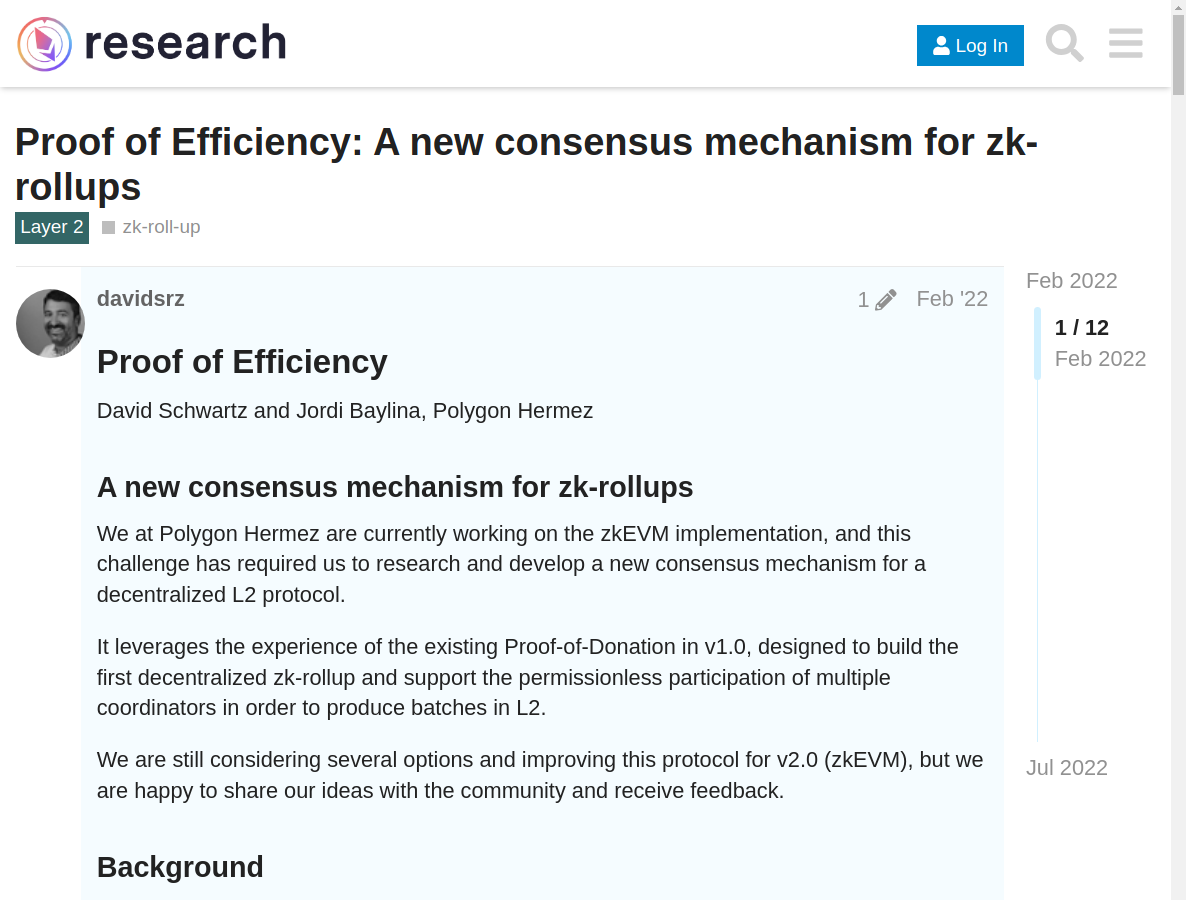 research
Log In
Proof of Efficiency: A new consensus mechanism for zk-
rollups
Layer 2
zk-roll-up
davidsrz
1
Feb '22
Proof of Efficiency
David Schwartz and Jordi Baylina, Polygon Hermez
A new consensus mechanism for zk-rollups
We at Polygon Hermez are currently working on the zkEVM implementation, and this
challenge has required us to research and develop a new consensus mechanism for a
decentralized L2 protocol.
It leverages the experience of the existing Proof-of-Donation in v1.0, designed to build the
first decentralized zk-rollup and support the permissionless participation of multiple
coordinators in order to produce batches in L2.
We are still considering several options and improving this protocol for v2.0 (zkEVM), but we
are happy to share our ideas with the community and receive feedback.
Background
Feb 2022
1 / 12
Feb 2022
Jul 2022